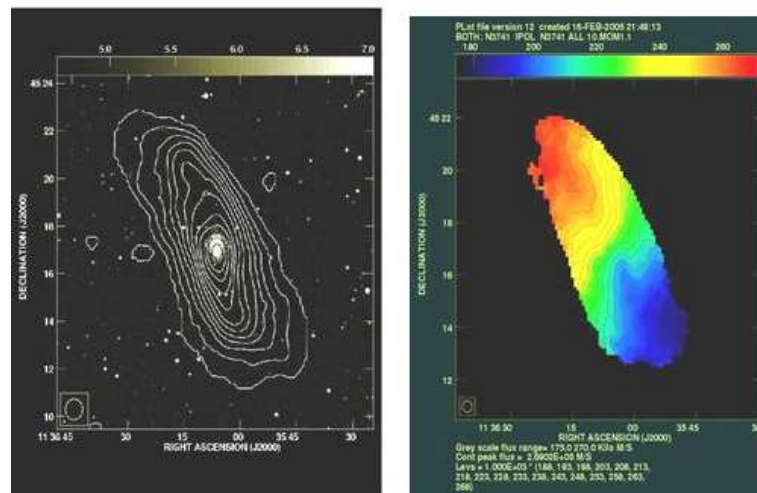 5.0 5.5 6.0 6.5 7.0
45 24
22
20
18
16
14
12
10
DECLINATION (J2000)
11 36 45 30 15 00 35 45 30
RIGHT ASCENSION (J2000)
PLot file version 12 created 16-FEB-2005 21:49:13
BOTH: N3741 IPOL N3741 ALL 10.MOM1.1
180 200 220 240 260
45 22
20
18
16
14
12
DECLINATION (J2000)
11 36 30 15 00 35 45 30
RIGHT ASCENSION (J2000)
Grey scale flux range= 175.0 270.0 Kilo M/S
Cont peak flux = 2.6902E+05 M/S
Levs = 1.000E+03 * (188, 193, 198, 203, 208, 213,
218, 223, 228, 233, 238, 243, 248, 253, 258, 263,
268)